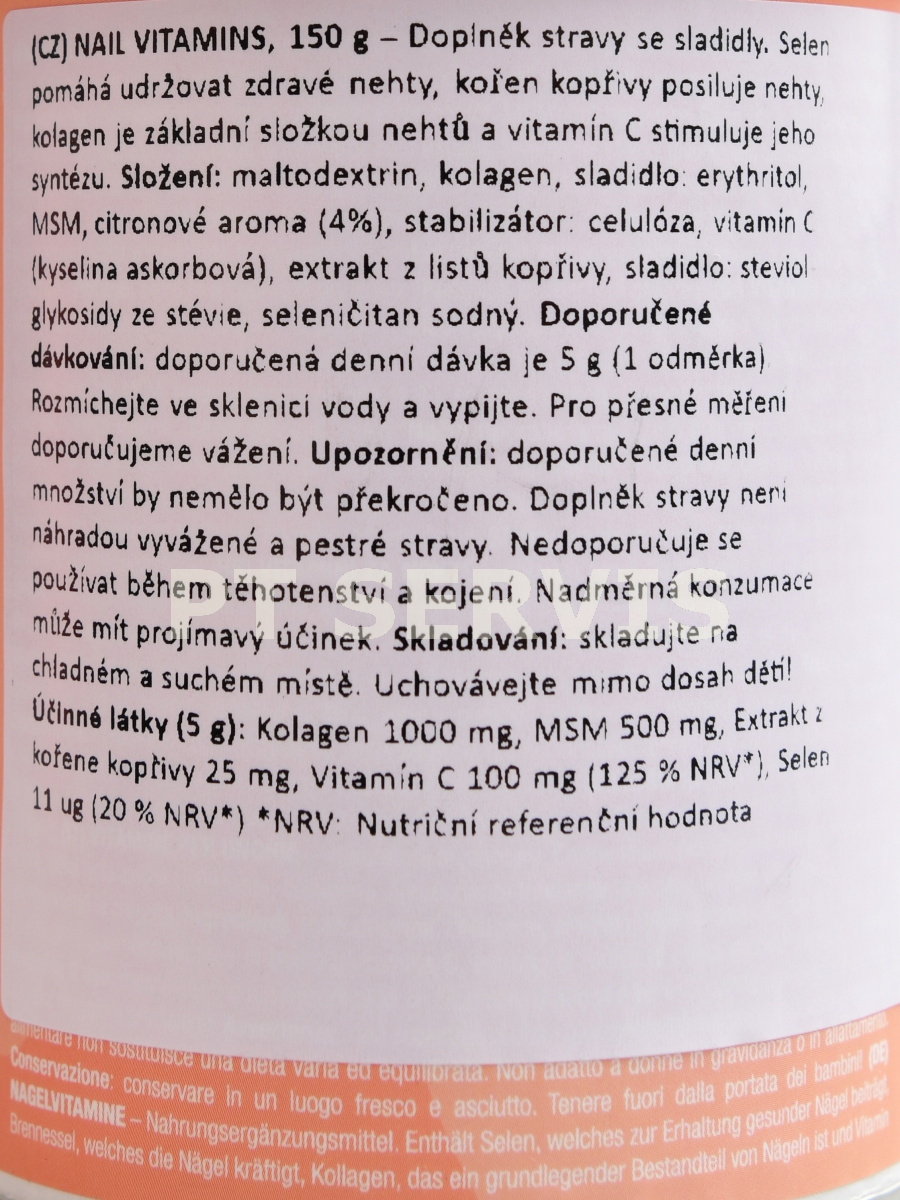 (CZ) NAIL VITAMINS, 150 g – Doplněk stravy se sladidly. Selen
pomáhá udržovat zdravé nehty, kořen kopřivy posiluje nehty,
kolagen je základní složkou nehtů a vitamín C stimuluje jeho
syntézu. Složení: maltodextrin, kolagen, sladidlo: erythritol,
MSM, citronové aroma (4%), stabilizátor: celulóza, vitamín C
(kyselina askorbová), extrakt z listů kopřivy, sladidlo: steviol
glykosidy ze stévie, seleničitan sodný. Doporučené
dávkování: doporučená denní dávka je 5 g (1 odměrka)
Rozmíchejte ve sklenici vody a vypijte. Pro přesné měření
doporučujeme vážení. Upozornění: doporučené denní
množství by nemělo být překročeno. Doplněk stravy není
náhradou vyvážené a pestré stravy. Nedoporučuje se
používat během těhotenství a kojení. Nadměrná konzumace
může mít projímavý účinek. Skladování: skladujte na
chladném a suchém místě. Uchovávejte mimo dosah dětí!
Účinné látky (5 g): Kolagen 1000 mg, MSM 500 mg, Extrakt z
kořene kopřivy 25 mg, Vitamín C 100 mg (125 % NRV*), Selen
11 ug (20 % NRV*) *NRV: Nutriční referenční hodnota
PT SERVIS
alimentare non sostituisce una dieta varia ed equilibrata. Non adatto a donne in gravidanza o in allattamento.
Conservazione: conservare in un luogo fresco e asciutto. Tenere fuori dalla portata dei bambini! (DE)
NAGELVITAMINE – Nahrungsergänzungsmittel. Enthält Selen, welches zur Erhaltung gesunder Nägel beiträgt,
Brennessel, welches die Nägel kräftigt, Kollagen, das ein grundlegender Bestandteil von Nägeln ist und Vitamin